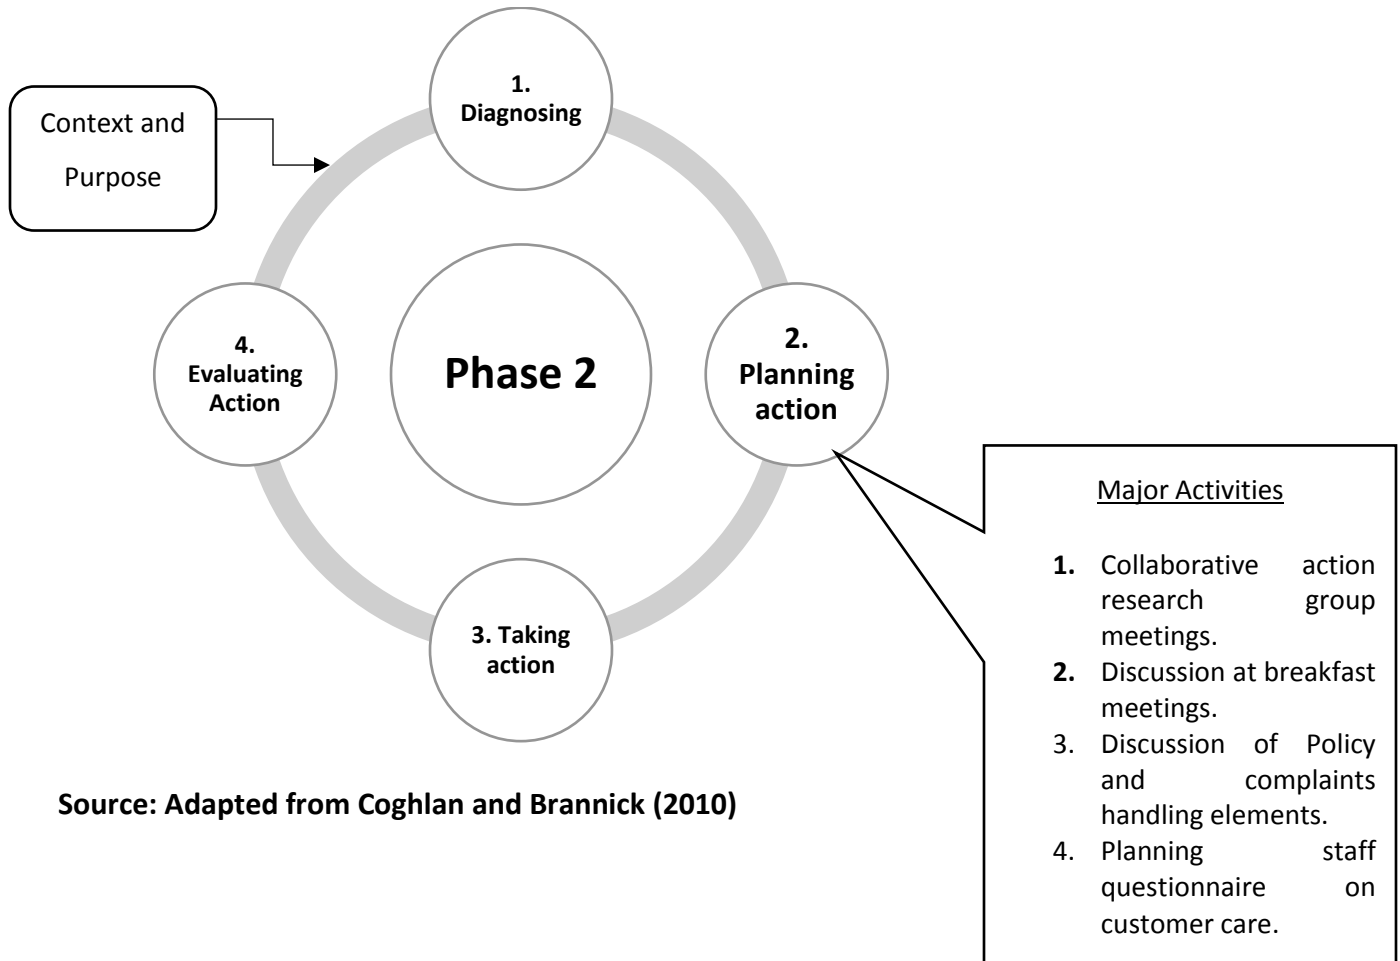 1.
Diagnosing
Context and
Purpose
4.
Evaluating
Action
Phase 2
2.
Planning
action
3. Taking
action
Major Activities
1. Collaborative action
research group
meetings.
2. Discussion at breakfast
meetings.
3. Discussion of Policy
and complaints
handling elements.
4. Planning staff
questionnaire on
customer care.
Source: Adapted from Coghlan and Brannick (2010)